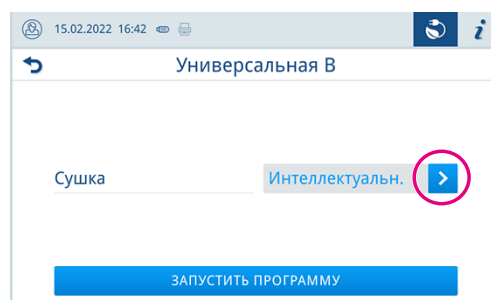 15.02.2022 16:42
i
Универсальная B
Сушка
Интеллектуальн.
ЗАПУСТИТЬ ПРОГРАММУ